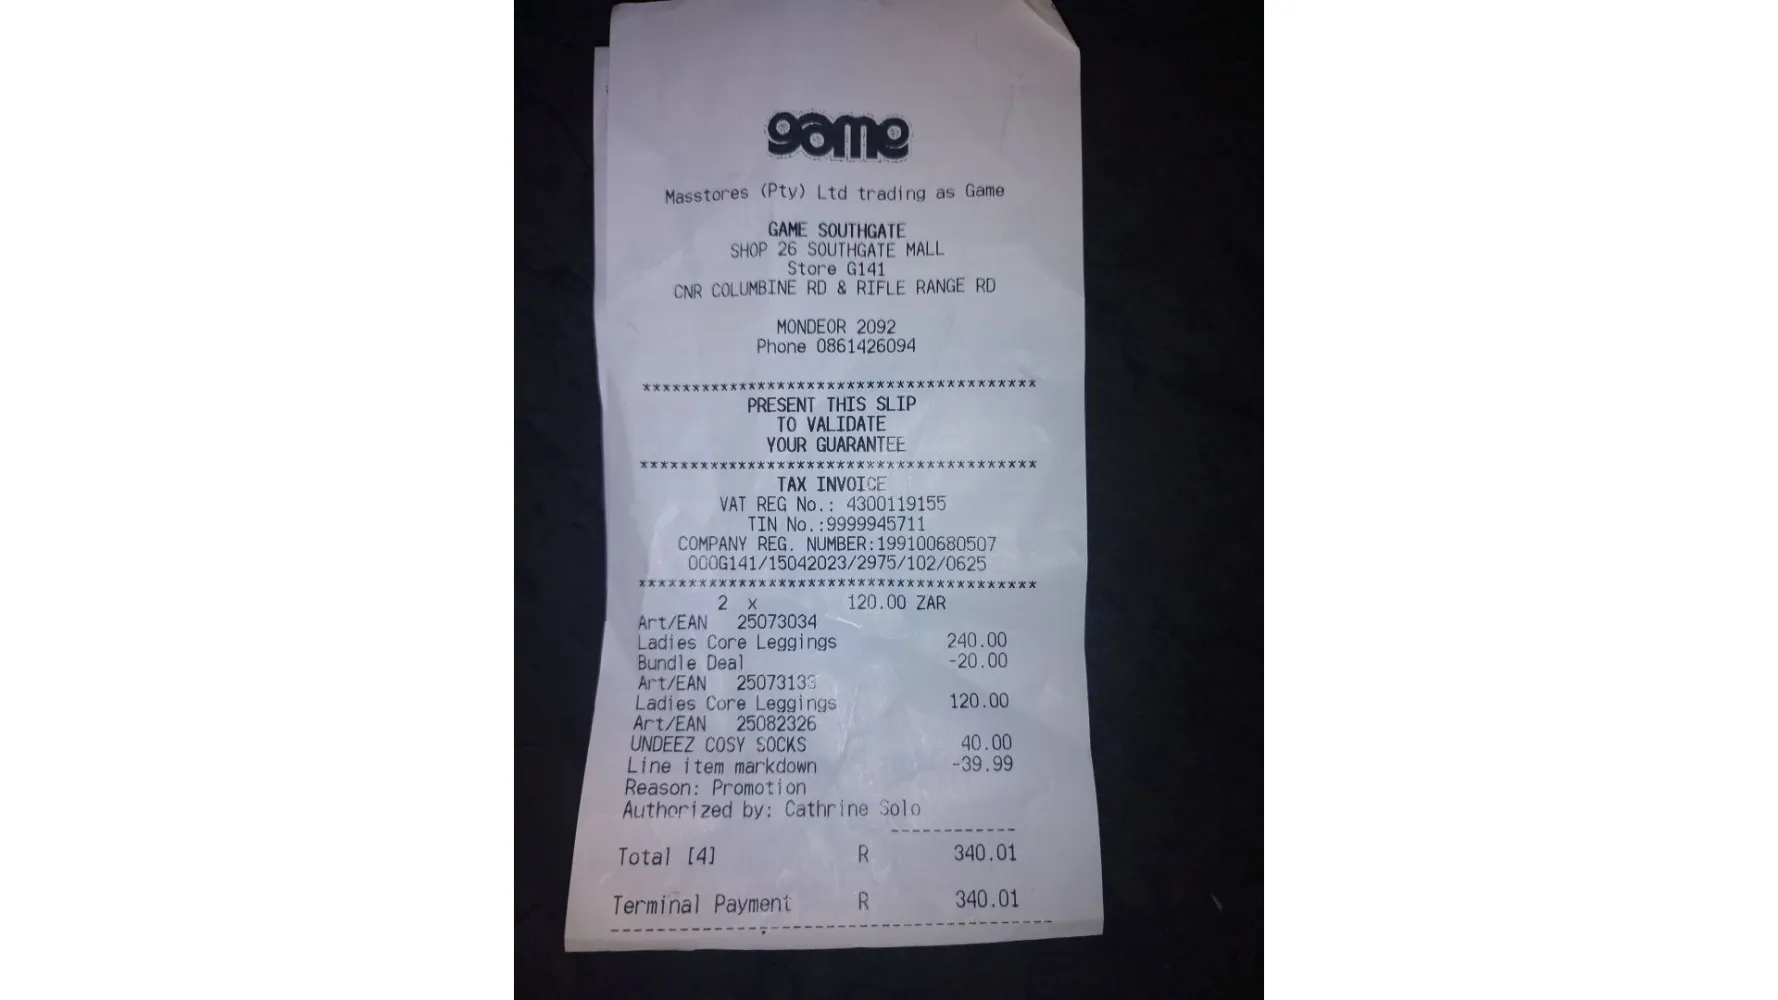 game
Masstores (Pty) Ltd trading as Game
GAME SOUTHGATE
SHOP 26 SOUTHGATE MALL
Store G141
CNR COLUMBINE RD & RIFLE RANGE RD
MONDEOR 2092
Phone 0861426094
****************************************
PRESENT THIS SLIP
TO VALIDATE
YOUR GUARANTEE
****************************************
TAX INVOICE
VAT REG No.: 4300119155
TIN No.:9999945711
COMPANY REG. NUMBER:199100680507
000G141/15042023/2975/102/0625
****************************************
2 x 120.00 ZAR
Art/EAN 25073034
Ladies Core Leggings 240.00
Bundle Deal -20.00
Art/EAN 25073133
Ladies Core Leggings 120.00
Art/EAN 25082326
UNDEEZ COSY SOCKS 40.00
Line item markdown -39.99
Reason: Promotion
Authorized by: Cathrine Solo
------------
Total [4] R 340.01
Terminal Payment R 340.01
--------------------------------------------